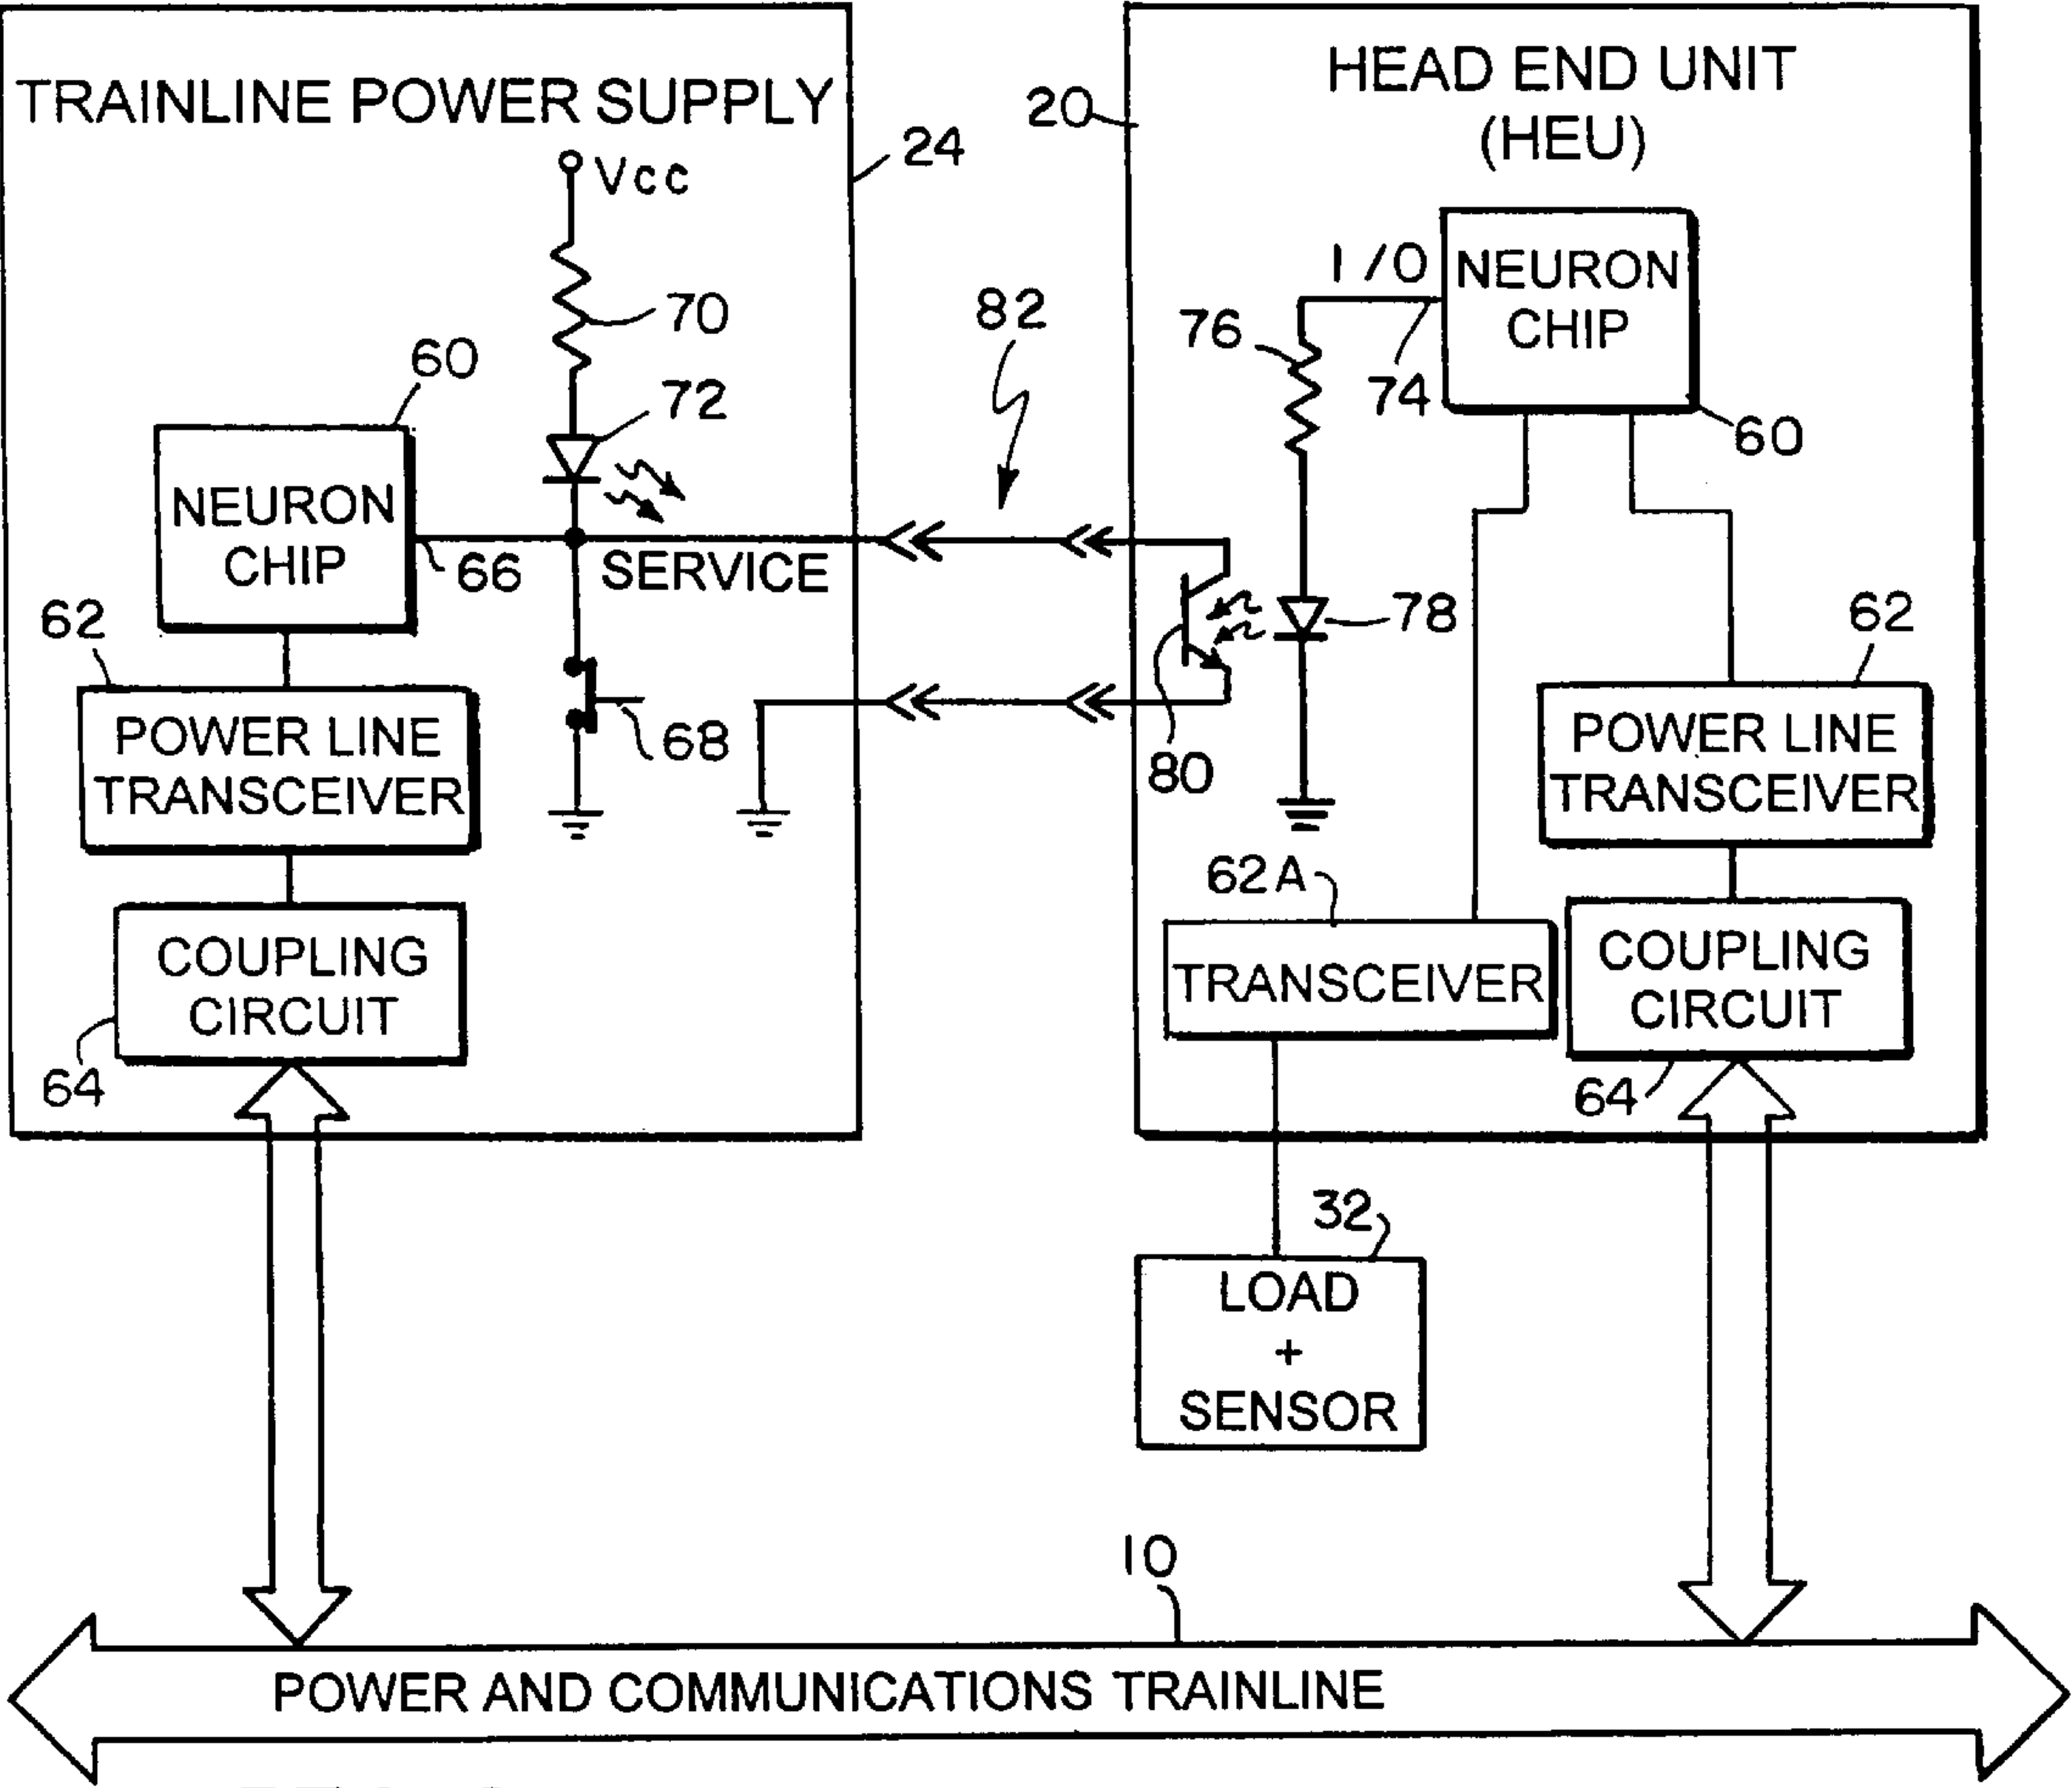 TRAINLINE POWER SUPPLY
24
Vcc
70
72
60
NEURON
CHIP
66
SERVICE
62
68
POWER LINE
TRANSCEIVER
COUPLING
CIRCUIT
64
82
20
HEAD END UNIT
(HEU)
I/O
NEURON
CHIP
76
74
60
78
80
62
POWER LINE
TRANSCEIVER
62A
TRANSCEIVER
COUPLING
CIRCUIT
64
32
LOAD
+
SENSOR
10
POWER AND COMMUNICATIONS TRAINLINE